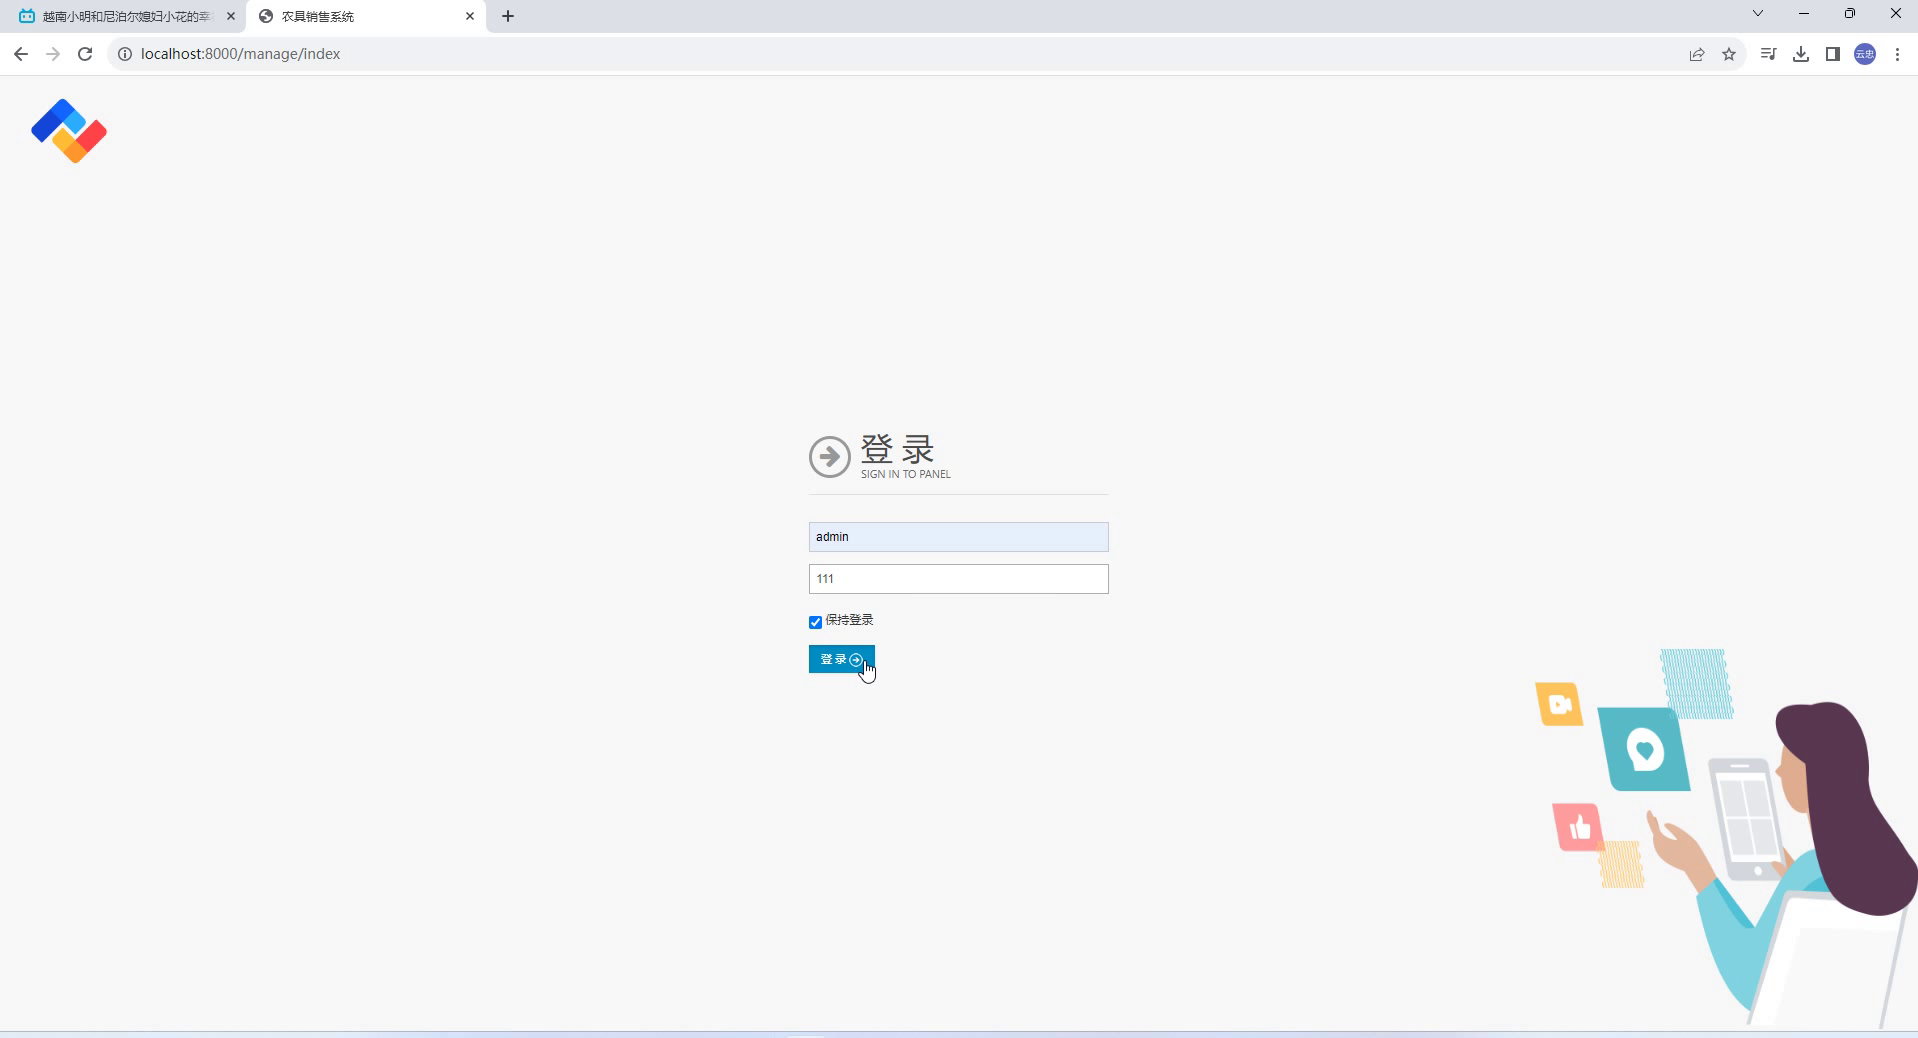 越南小明和尼泊尔媳妇小花的幸
农具销售系统
localhost:8000/manage/index
云忠
登 录
SIGN IN TO PANEL
admin
111
保持登录
登 录